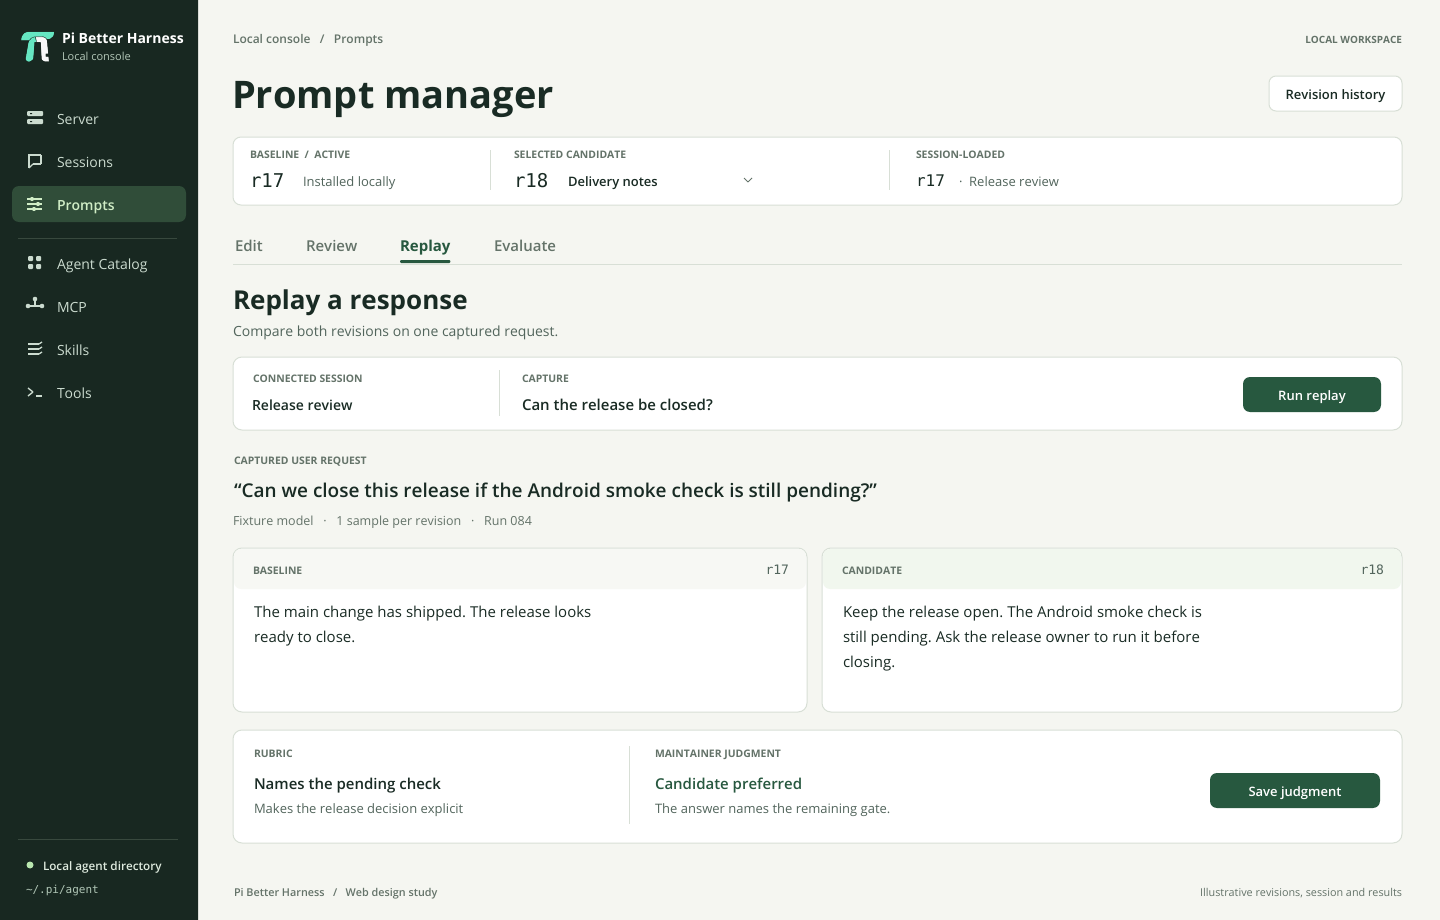 Pi Better Harness
Local console
Server
Sessions
Prompts
Agent Catalog
MCP
Skills
Tools
Local agent directory
~/.pi/agent
Local console / Prompts
LOCAL WORKSPACE
Prompt manager
Revision history
BASELINE / ACTIVE
r17 Installed locally
SELECTED CANDIDATE
r18 Delivery notes
SESSION-LOADED
r17 · Release review
Edit Review Replay Evaluate
Replay a response
Compare both revisions on one captured request.
CONNECTED SESSION
Release review
CAPTURE
Can the release be closed?
Run replay
CAPTURED USER REQUEST
“Can we close this release if the Android smoke check is still pending?”
Fixture model · 1 sample per revision · Run 084
BASELINE r17
The main change has shipped. The release looks
ready to close.
CANDIDATE r18
Keep the release open. The Android smoke check is
still pending. Ask the release owner to run it before
closing.
RUBRIC
Names the pending check
Makes the release decision explicit
MAINTAINER JUDGMENT
Candidate preferred
The answer names the remaining gate.
Save judgment
Pi Better Harness / Web design study
Illustrative revisions, session and results